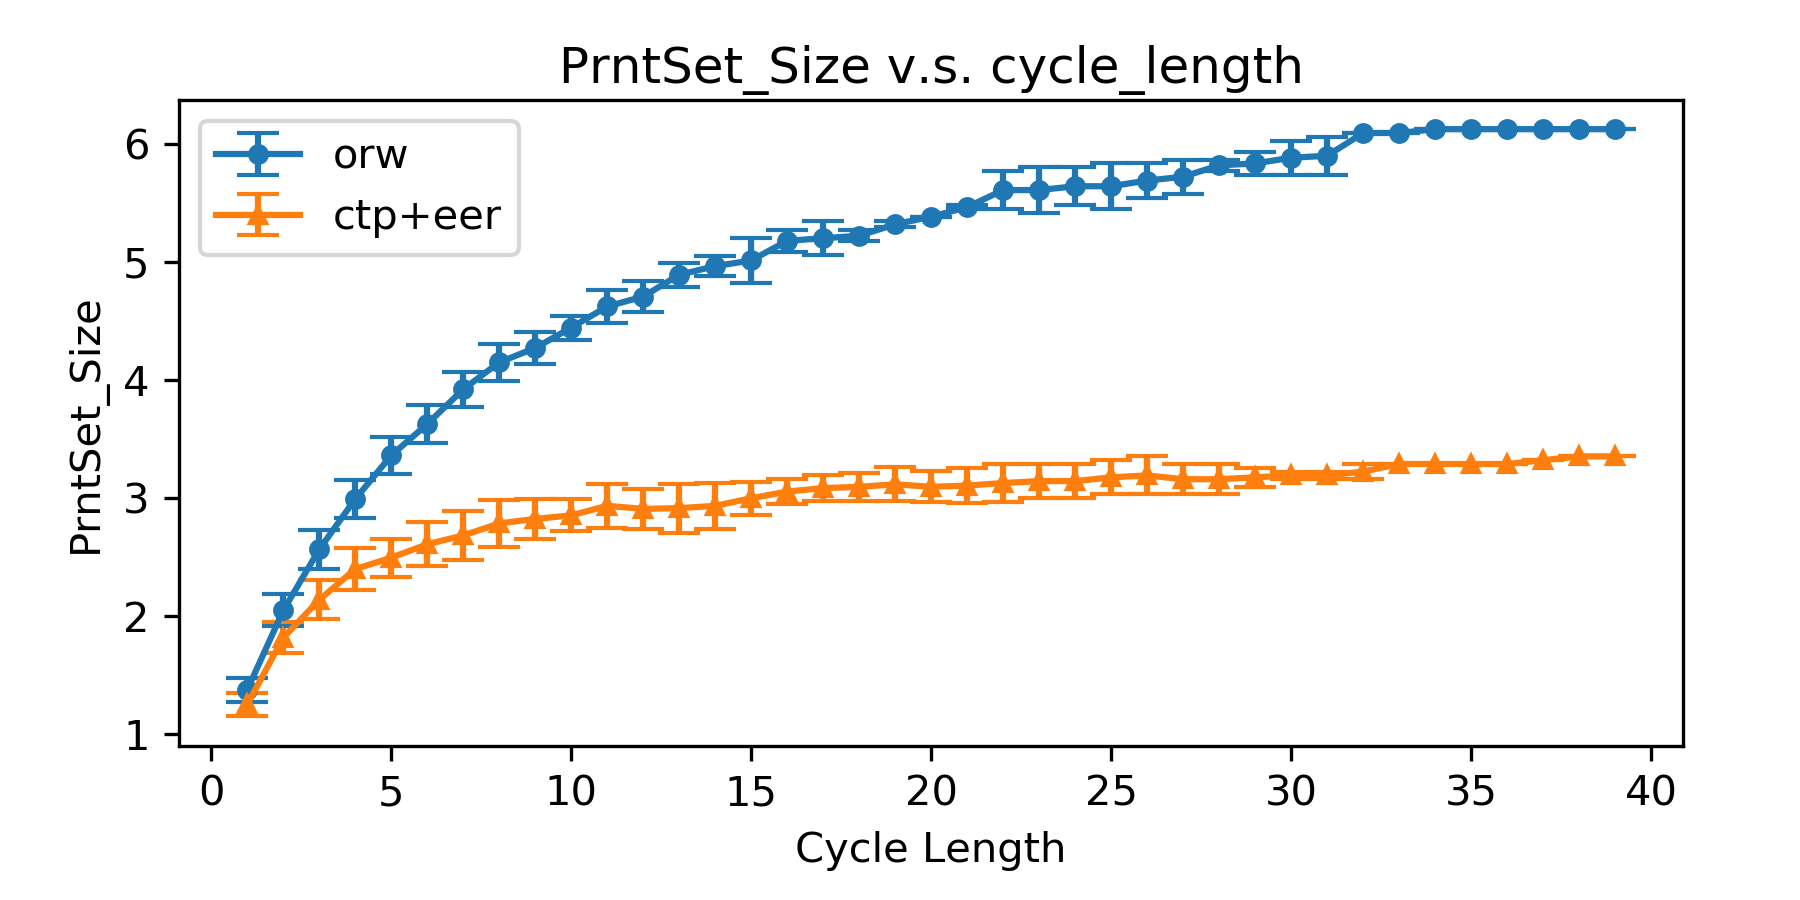 PrntSet_Size v.s. cycle_length
orw
ctp+eer
PrntSet_Size
6
5
4
3
2
1
0 5 10 15 20 25 30 35 40
Cycle Length